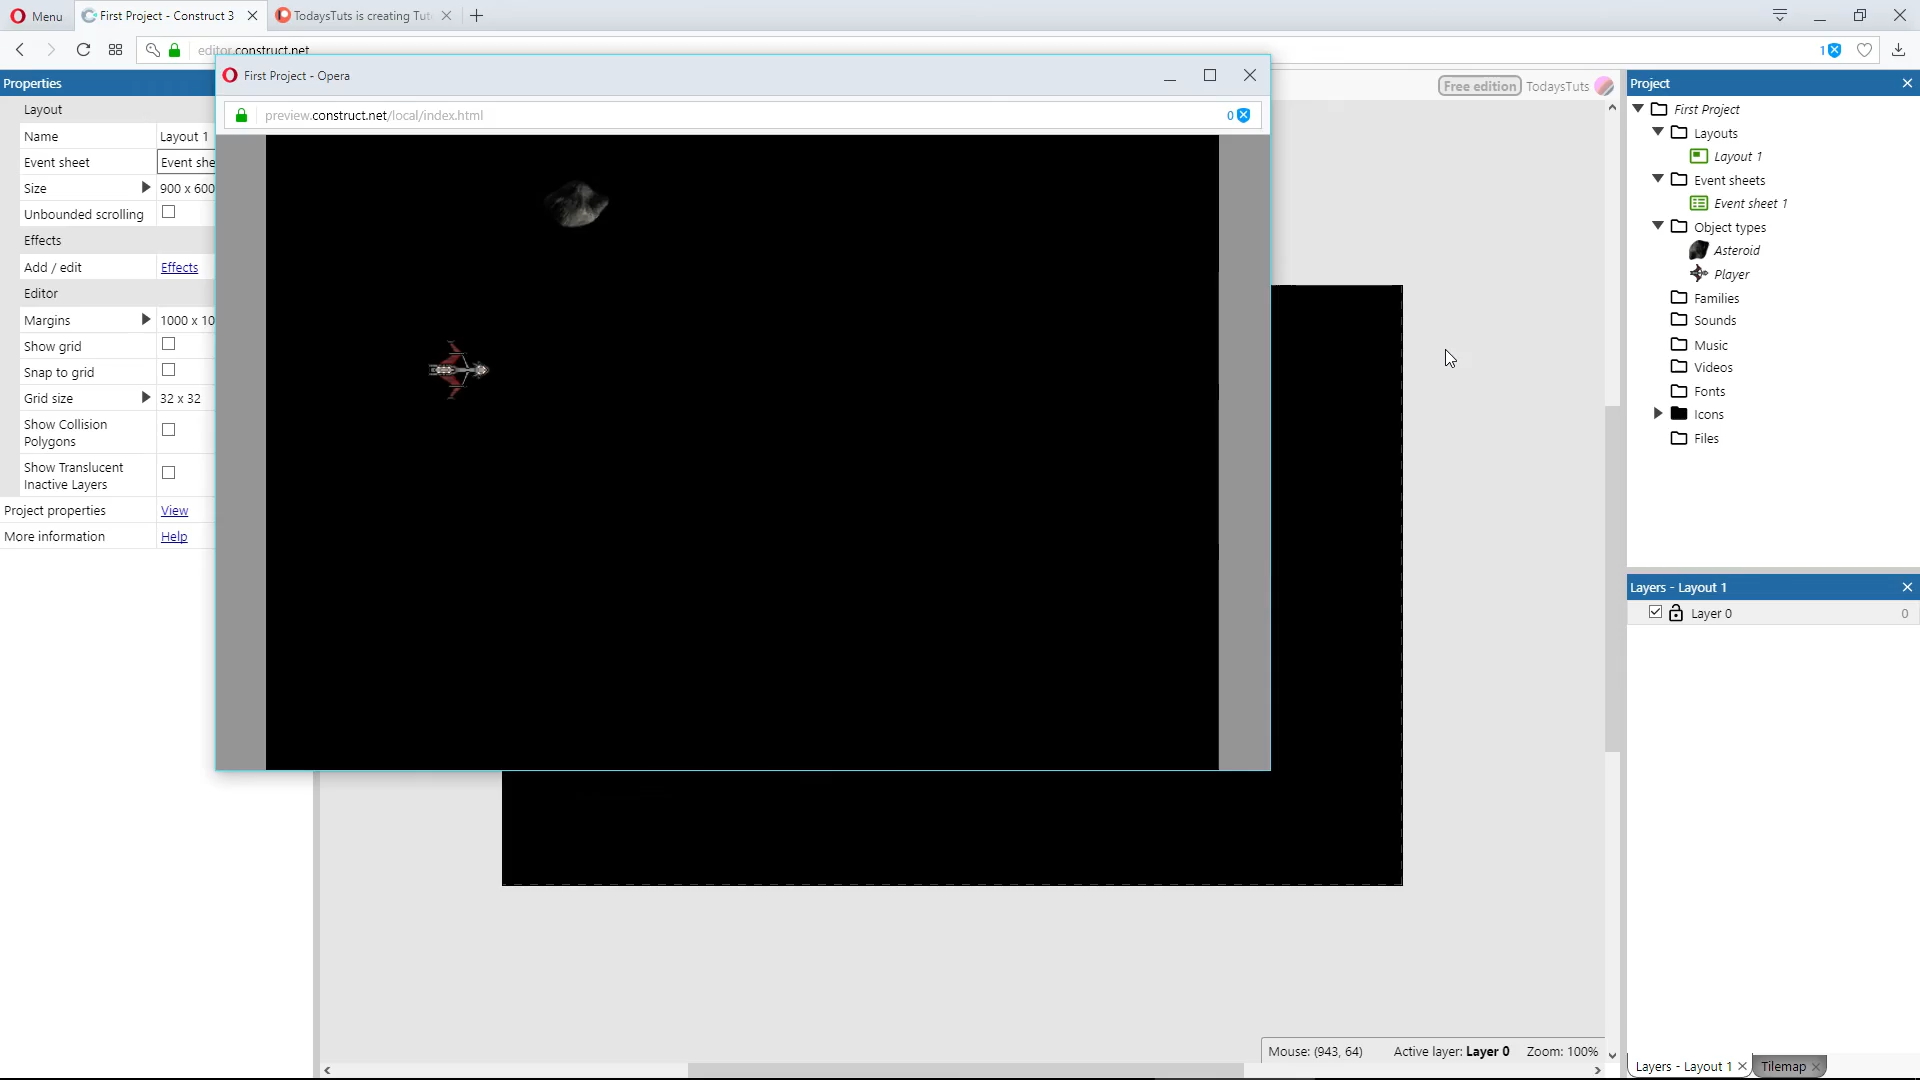 Menu
First Project - Construct 3
TodaysTuts is creating Tut
editor.construct.net
1
First Project - Opera
preview.construct.net/local/index.html
0
Free edition
TodaysTuts
Properties
Layout
Name
Layout 1
Event sheet
Event she
Size
900 x 600
Unbounded scrolling
Effects
Add / edit
Effects
Editor
Margins
1000 x 10
Show grid
Snap to grid
Grid size
32 x 32
Show Collision
Polygons
Show Translucent
Inactive Layers
Project properties
View
More information
Help
Project
First Project
Layouts
Layout 1
Event sheets
Event sheet 1
Object types
Asteroid
Player
Families
Sounds
Music
Videos
Fonts
Icons
Files
Layers - Layout 1
Layer 0
0
Mouse: (943, 64)
Active layer: Layer 0
Zoom: 100%
Layers - Layout 1
Tilemap